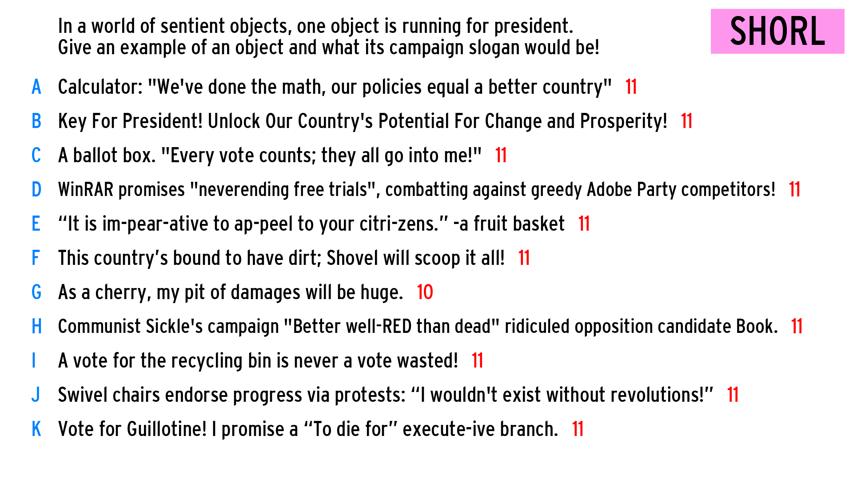 In a world of sentient objects, one object is running for president.
Give an example of an object and what its campaign slogan would be!
SHORL
A Calculator: "We've done the math, our policies equal a better country" 11
B Key For President! Unlock Our Country's Potential For Change and Prosperity! 11
C A ballot box. "Every vote counts; they all go into me!" 11
D WinRAR promises "neverending free trials", combatting against greedy Adobe Party competitors! 11
E “It is im-pear-ative to ap-peel to your citri-zens.” -a fruit basket 11
F This country’s bound to have dirt; Shovel will scoop it all! 11
G As a cherry, my pit of damages will be huge. 10
H Communist Sickle's campaign "Better well-RED than dead" ridiculed opposition candidate Book. 11
I A vote for the recycling bin is never a vote wasted! 11
J Swivel chairs endorse progress via protests: “I wouldn't exist without revolutions!” 11
K Vote for Guillotine! I promise a “To die for” execute-ive branch. 11